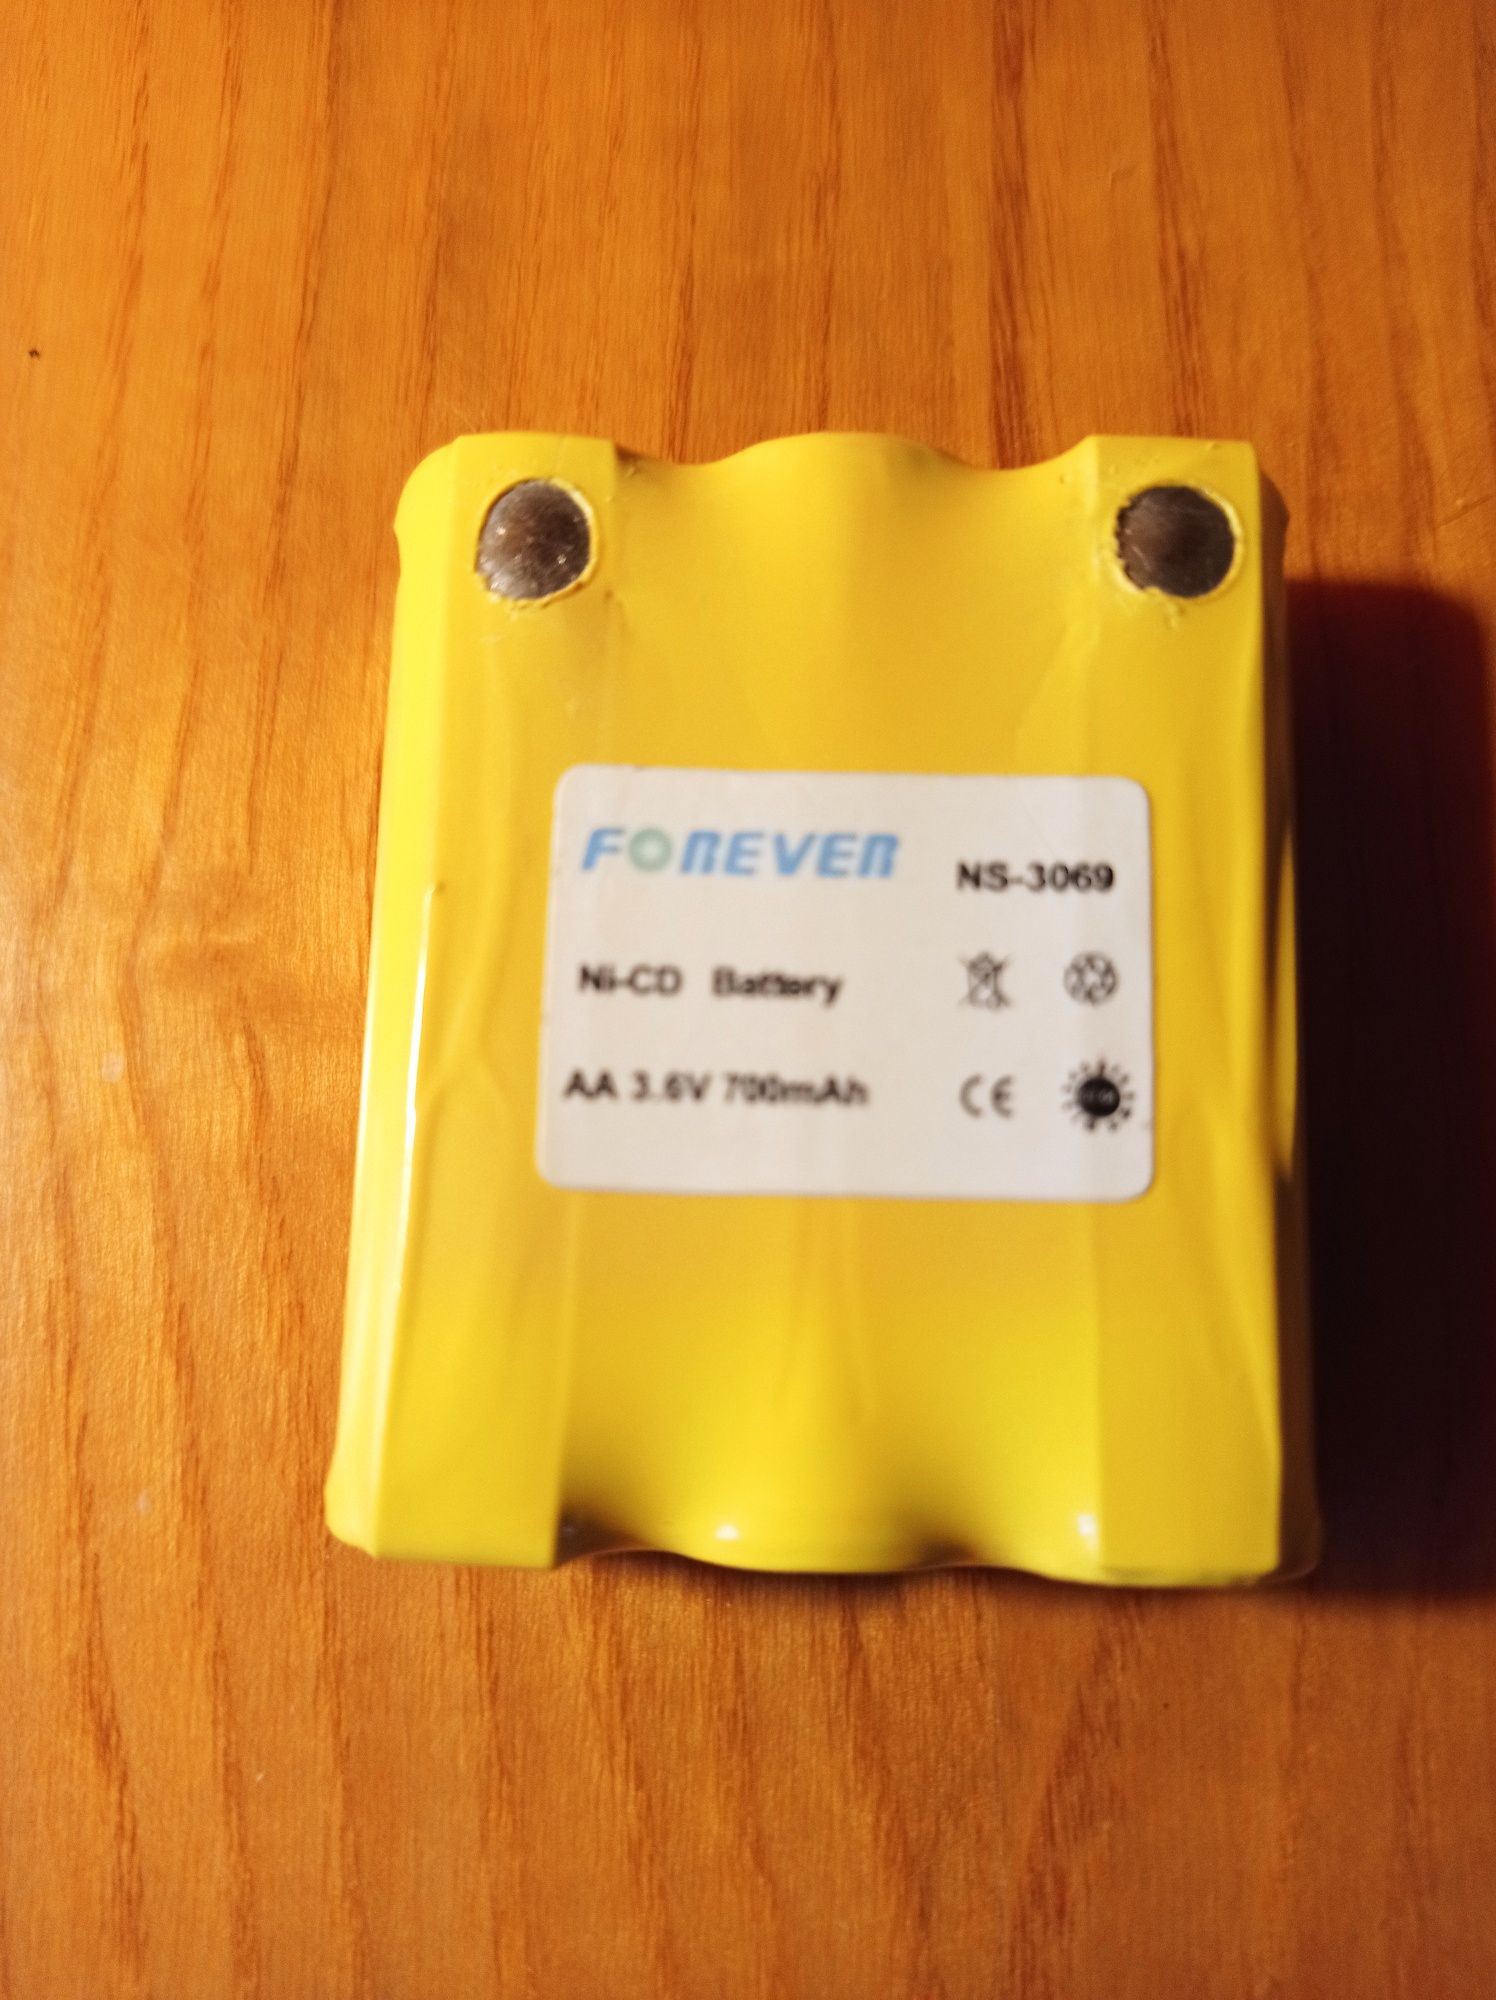 FOREVER NS-3069
Ni-CD Battery
AA 3.6V 700mAh
CE